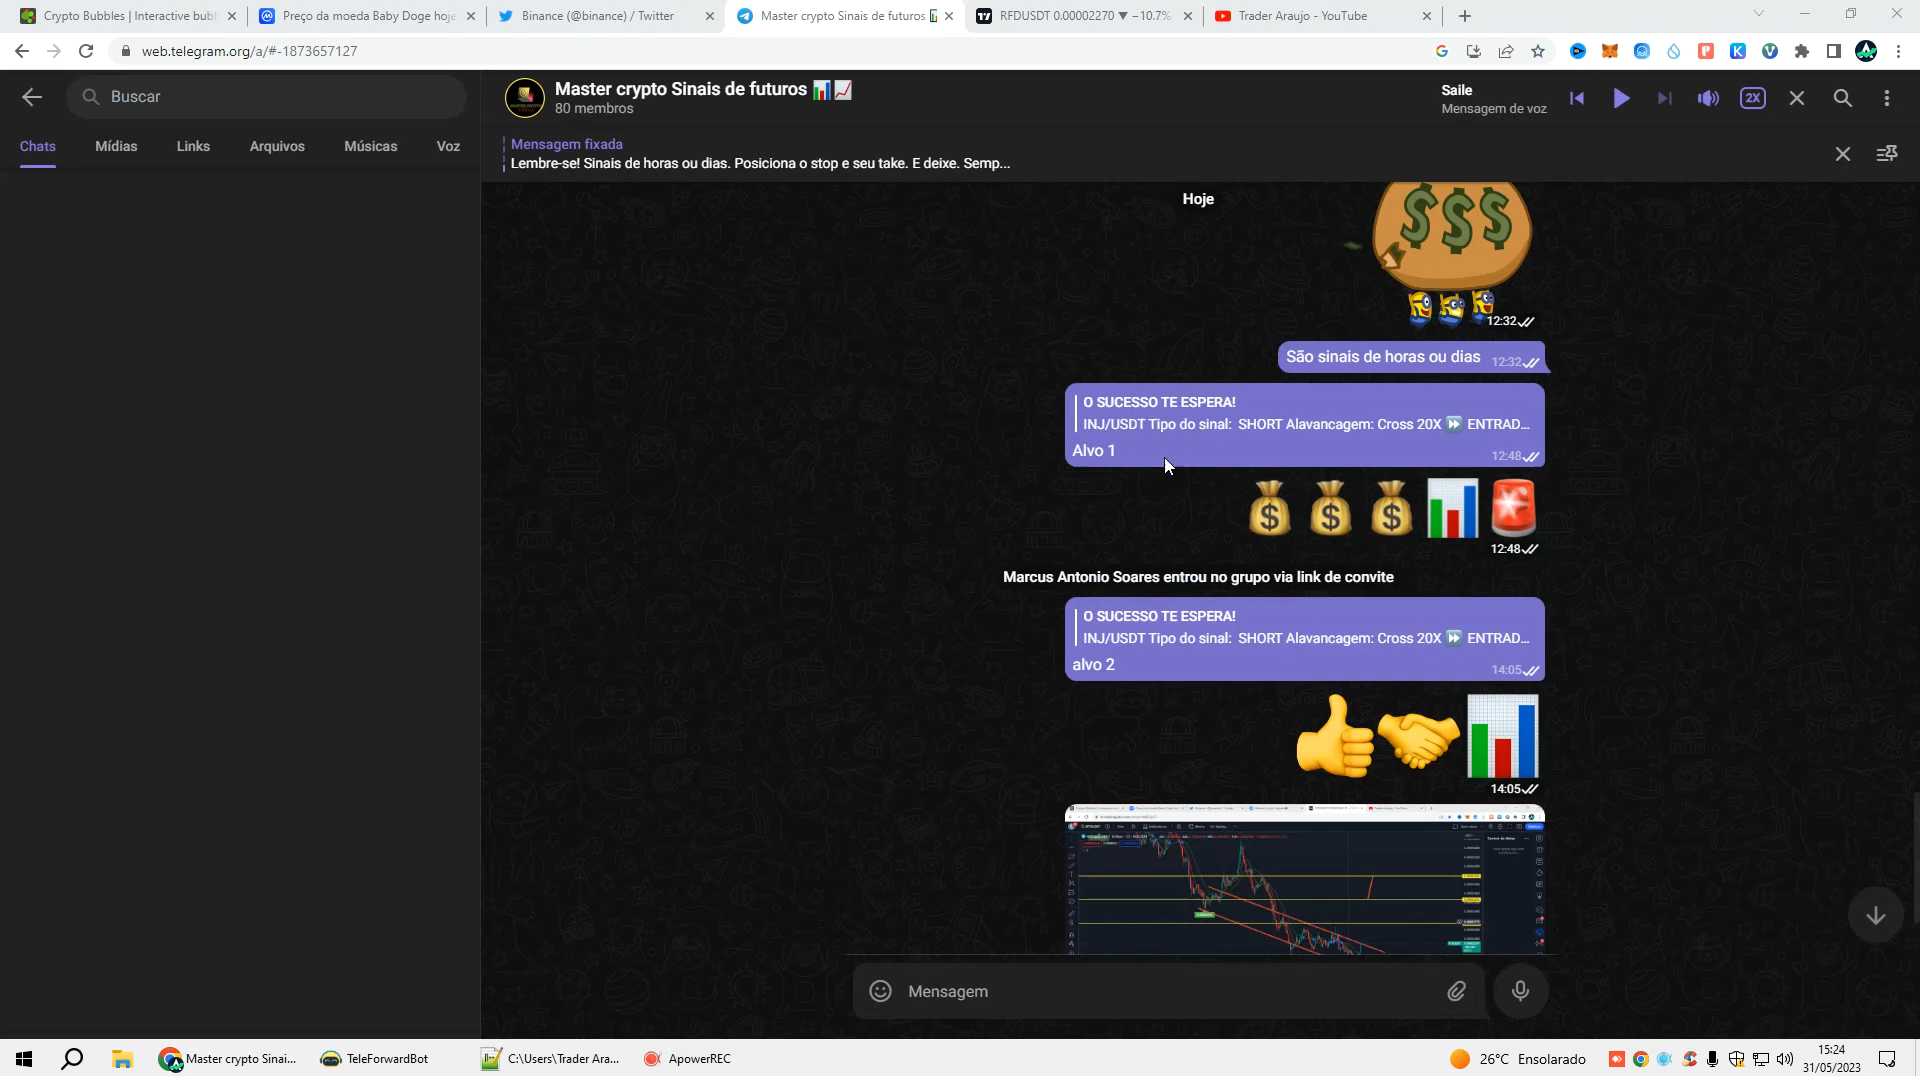 Crypto Bubbles | Interactive bubb
Preço da moeda Baby Doge hoje
Binance (@binance) / Twitter
Master crypto Sinais de futuros
RFDUSDT 0.00002270 ▼ −10.7%
Trader Araujo - YouTube
web.telegram.org/a/#-1873657127
Buscar
Master crypto Sinais de futuros 📊📈
80 membros
Saile
Mensagem de voz
2X
Chats
Mídias
Links
Arquivos
Músicas
Voz
Mensagem fixada
Lembre-se! Sinais de horas ou dias. Posiciona o stop e seu take. E deixe. Semp...
Hoje
12:32
São sinais de horas ou dias 12:32
O SUCESSO TE ESPERA!
INJ/USDT Tipo do sinal: SHORT Alavancagem: Cross 20X ⏩ ENTRAD...
Alvo 1
12:48
12:48
Marcus Antonio Soares entrou no grupo via link de convite
O SUCESSO TE ESPERA!
INJ/USDT Tipo do sinal: SHORT Alavancagem: Cross 20X ⏩ ENTRAD...
alvo 2
14:05
14:05
Mensagem
Master crypto Sinai...
TeleForwardBot
C:\Users\Trader Ara...
ApowerREC
26°C Ensolarado
15:24
31/05/2023